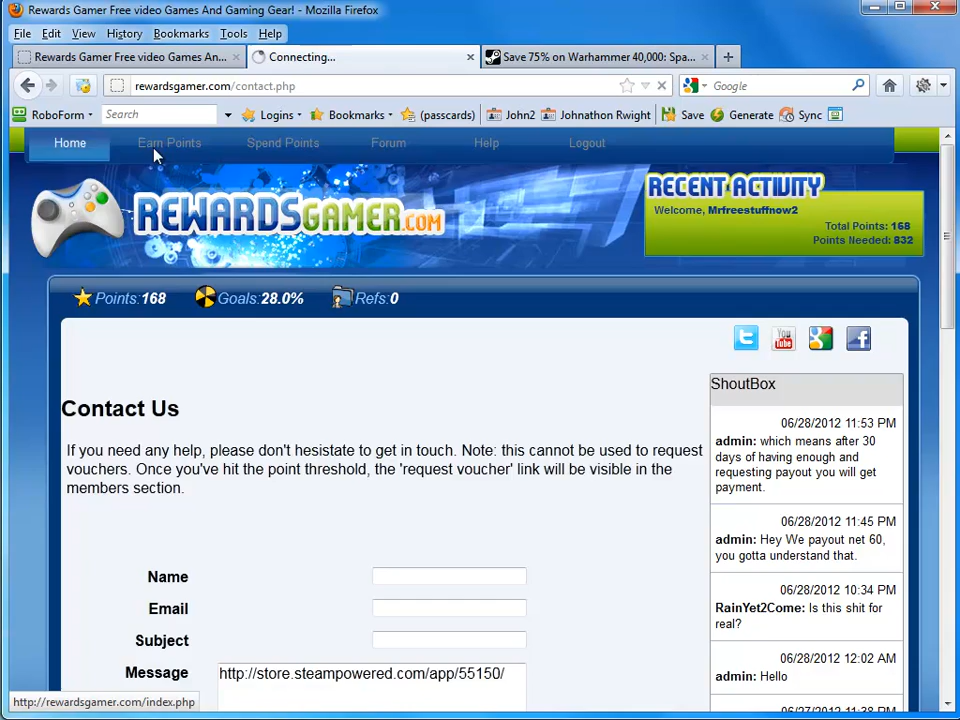 Rewards Gamer Free video Games And Gaming Gear! - Mozilla Firefox
File Edit View History Bookmarks Tools Help
Rewards Gamer Free video Games An...
Connecting...
Save 75% on Warhammer 40,000: Spa...
rewardsgamer.com/contact.php
Google
RoboForm Search Logins Bookmarks (passcards) John2 Johnathon Rwight Save Generate Sync
Home Earn Points Spend Points Forum Help Logout
REWARDSGAMER.COM
RECENT ACTIVITY
Welcome, Mrfreestuffnow2
Total Points: 168
Points Needed: 832
Points:168 Goals:28.0% Refs:0
You
Tube
Contact Us
If you need any help, please don't hesistate to get in touch. Note: this cannot be used to request
vouchers. Once you've hit the point threshold, the 'request voucher' link will be visible in the
members section.
Name
Email
Subject
Message
http://store.steampowered.com/app/55150/
ShoutBox
06/28/2012 11:53 PM
admin: which means after 30
days of having enough and
requesting payout you will get
payment.
06/28/2012 11:45 PM
admin: Hey We payout net 60,
you gotta understand that.
06/28/2012 10:34 PM
RainYet2Come: Is this shit for
real?
06/28/2012 12:02 AM
admin: Hello
06/27/2012 11:38 PM
http://rewardsgamer.com/index.php